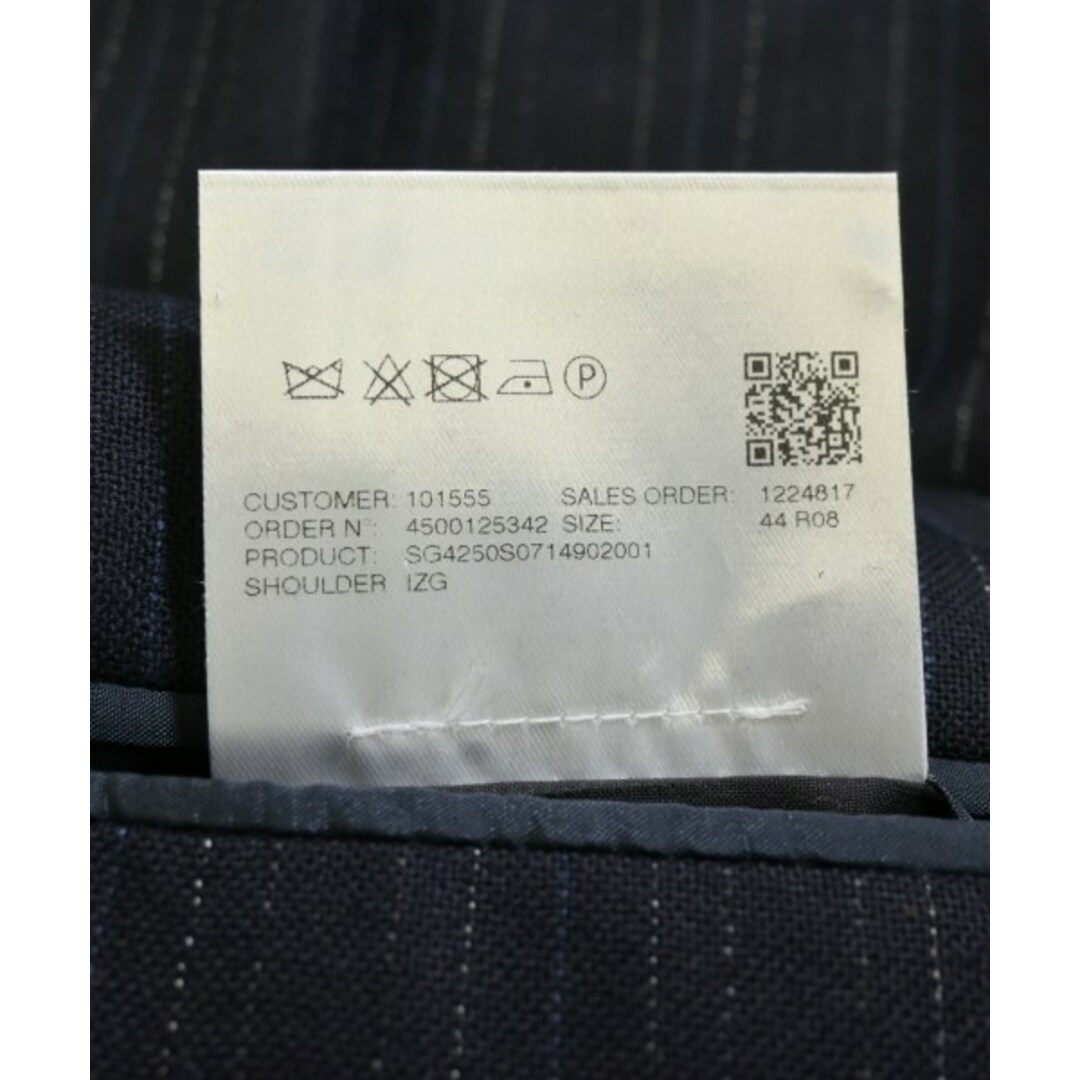 P
CUSTOMER: 101555 SALES ORDER: 1224817
ORDER N°: 4500125342 SIZE: 44 R08
PRODUCT: SG4250S0714902001
SHOULDER IZG